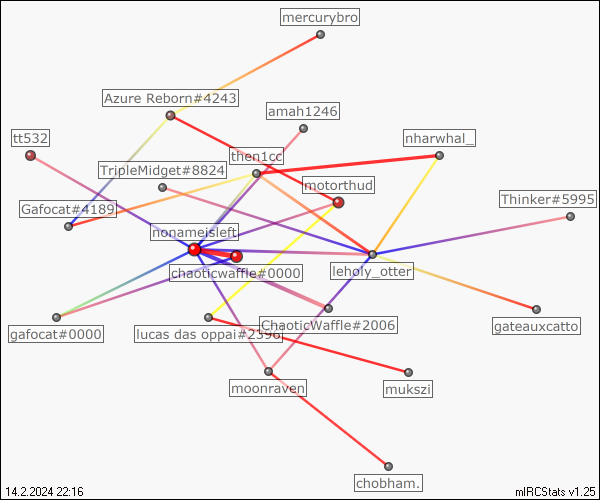 mercurybro
Azure Reborn#4243
amah1246
tt532
nharwhal_
then1cc
TripleMidget#8824
motorthud
Thinker#5995
Gafocat#4189
nonameisleft
chaoticwaffle#0000
leholy_otter
gafocat#0000
lucas das oppai#2396
ChaoticWaffle#2006
gateauxcatto
moonraven
mukszi
chobham.
14.2.2024 22:16
mIRCStats v1.25